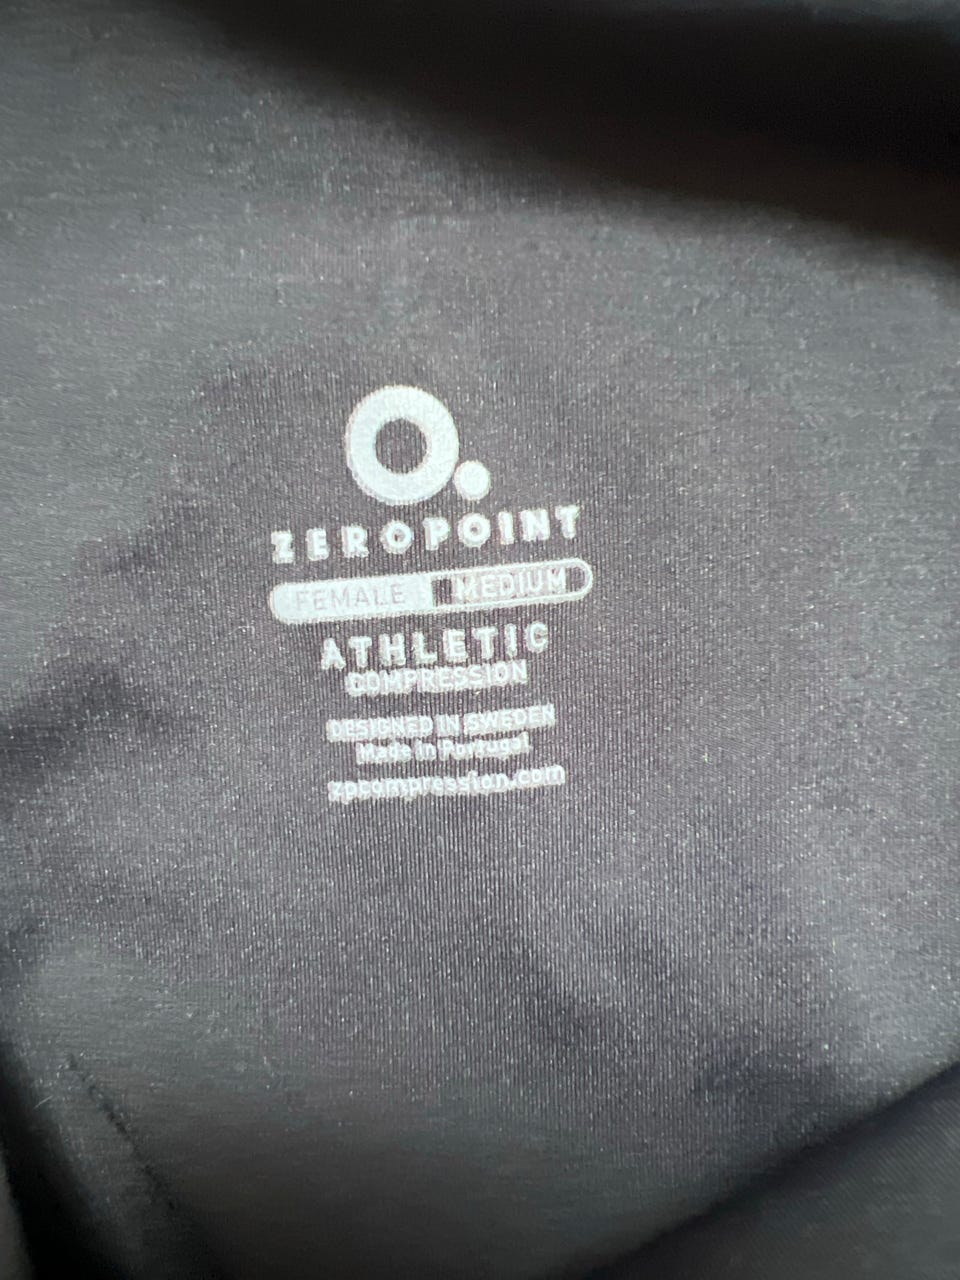 O.
ZEROPOINT
FEMALE MEDIUM
ATHLETIC
COMPRESSION
DESIGNED IN SWEDEN
Made in Portugal
zpcompression.com